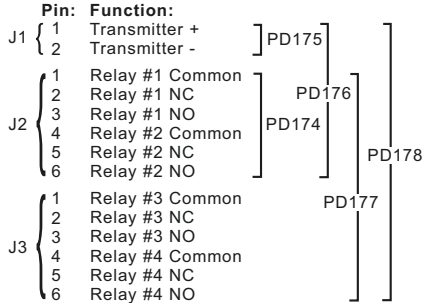 Pin: Function:
J1 { 1 Transmitter +
2 Transmitter -
PD175
J2 { 1 Relay #1 Common
2 Relay #1 NC
3 Relay #1 NO
4 Relay #2 Common
5 Relay #2 NC
6 Relay #2 NO
PD176
PD174
PD178
J3 { 1 Relay #3 Common
2 Relay #3 NC
3 Relay #3 NO
4 Relay #4 Common
5 Relay #4 NC
6 Relay #4 NO
PD177